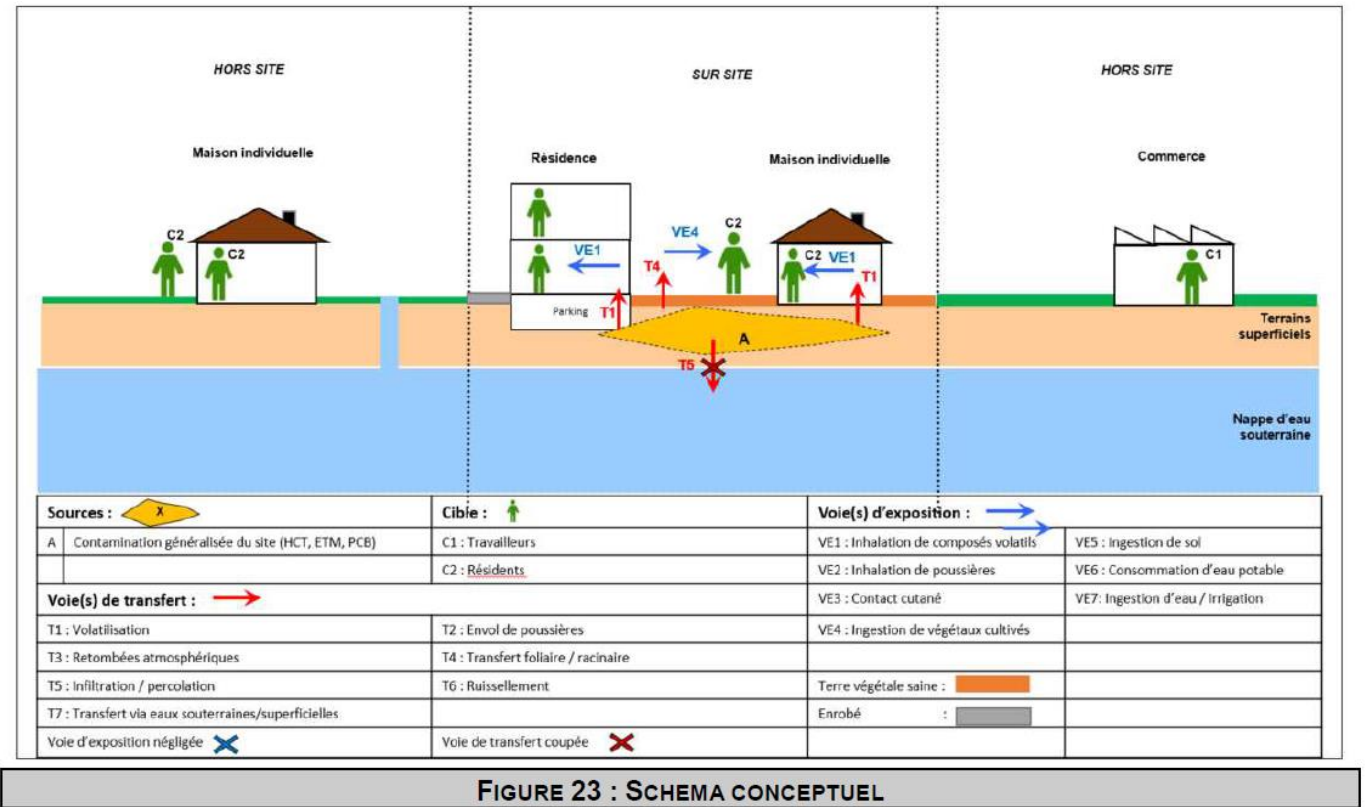 HORS SITE
SUR SITE
HORS SITE
Maison individuelle
Résidence
Maison individuelle
Commerce
C2
C2
VE1
VE4
C2
T4
C2 VE1
T1
C1
Parking
T1
A
T5
Terrains
superficiels
Nappe d'eau
souterraine
Sources : X
Cible :
Voie(s) d'exposition :
A Contamination généralisée du site (HCT, ETM, PCB)
C1 : Travailleurs
VE1 : Inhalation de composés volatils
VE5 : Ingestion de sol
C2 : Résidents
VE2 : Inhalation de poussières
VE6 : Consommation d'eau potable
Voie(s) de transfert :
VE3 : Contact cutané
VE7: Ingestion d'eau / Irrigation
T1 : Volatilisation
T2 : Envol de poussières
VE4 : Ingestion de végétaux cultivés
T3 : Retombées atmosphériques
T4 : Transfert foliaire / racinaire
T5 : Infiltration / percolation
T6 : Ruissellement
Terre végétale saine :
T7 : Transfert via eaux souterraines/superficielles
Enrobé :
Voie d'exposition négligée
Voie de transfert coupée
FIGURE 23 : SCHEMA CONCEPTUEL